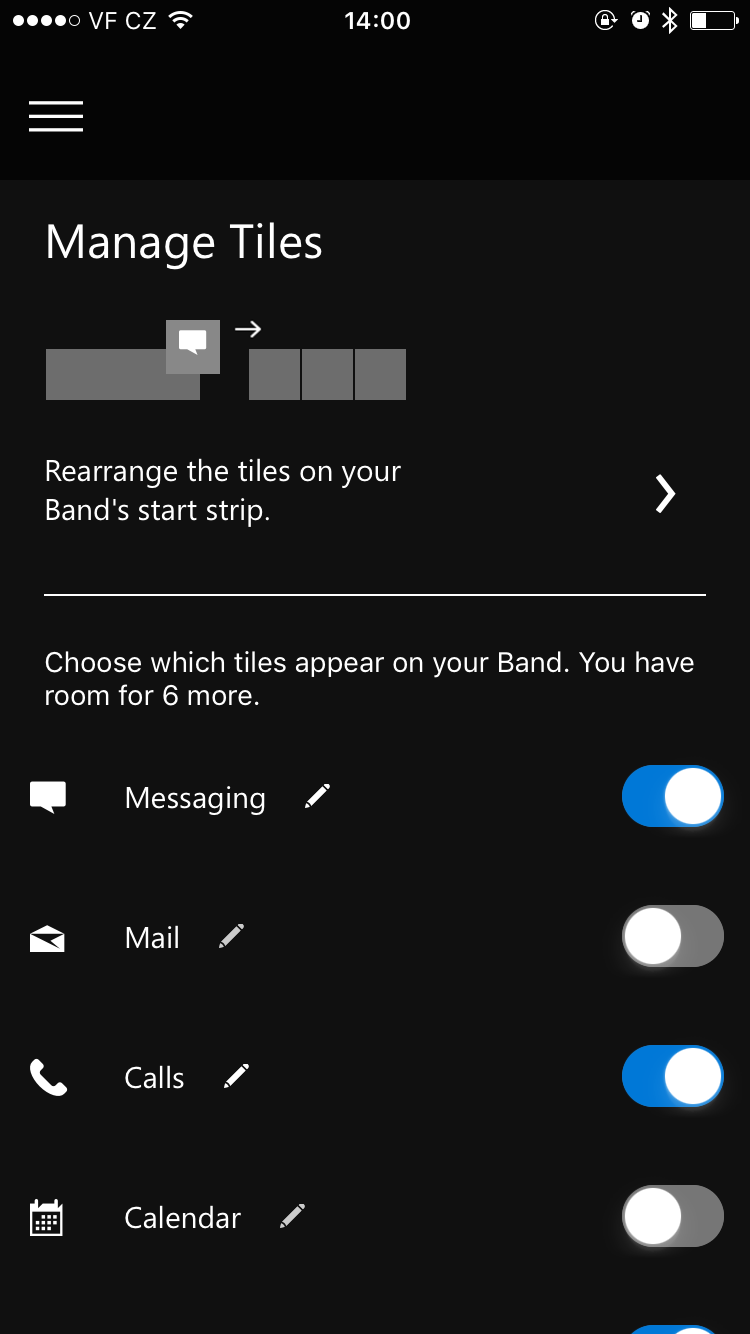 VF CZ 14:00
Manage Tiles
Rearrange the tiles on your
Band's start strip.
Choose which tiles appear on your Band. You have
room for 6 more.
Messaging
Mail
Calls
Calendar